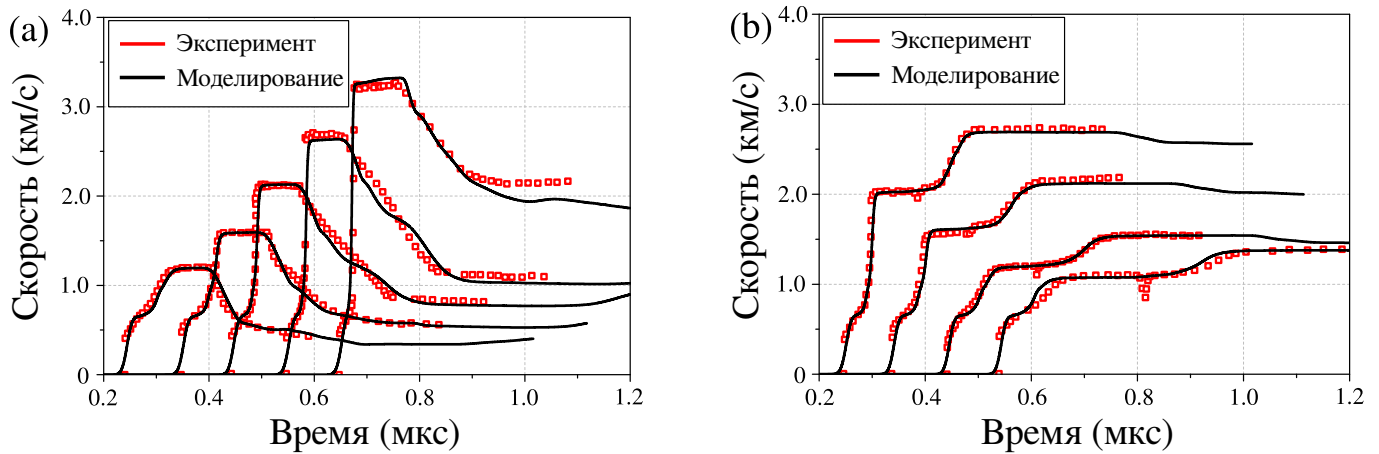 (a)
Эксперимент
Моделирование
Скорость (км/с)
4.0
3.0
2.0
1.0
0
0.2
0.4
0.6
0.8
1.0
1.2
Время (мкс)
(b)
Эксперимент
Моделирование
Скорость (км/с)
4.0
3.0
2.0
1.0
0
0.2
0.4
0.6
0.8
1.0
1.2
Время (мкс)